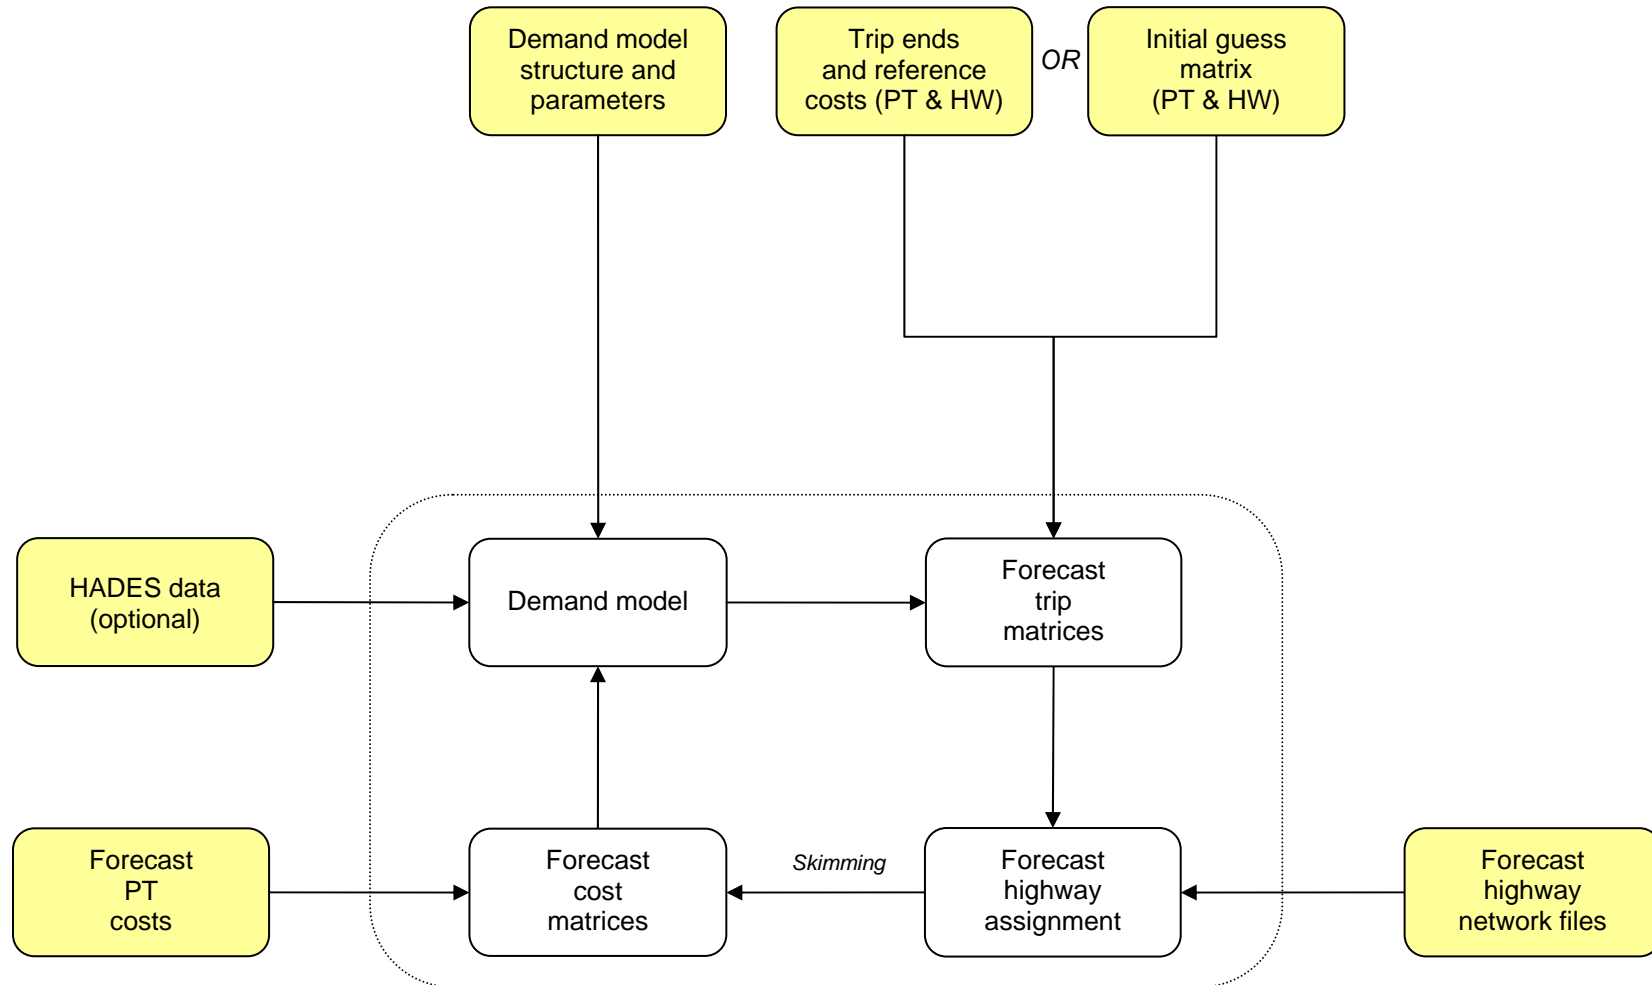 Demand model
structure and
parameters
Trip ends
and reference
costs (PT & HW)
OR
Initial guess
matrix
(PT & HW)
HADES data
(optional)
Demand model
Forecast
trip
matrices
Forecast
PT
costs
Forecast
cost
matrices
Skimming
Forecast
highway
assignment
Forecast
highway
network files